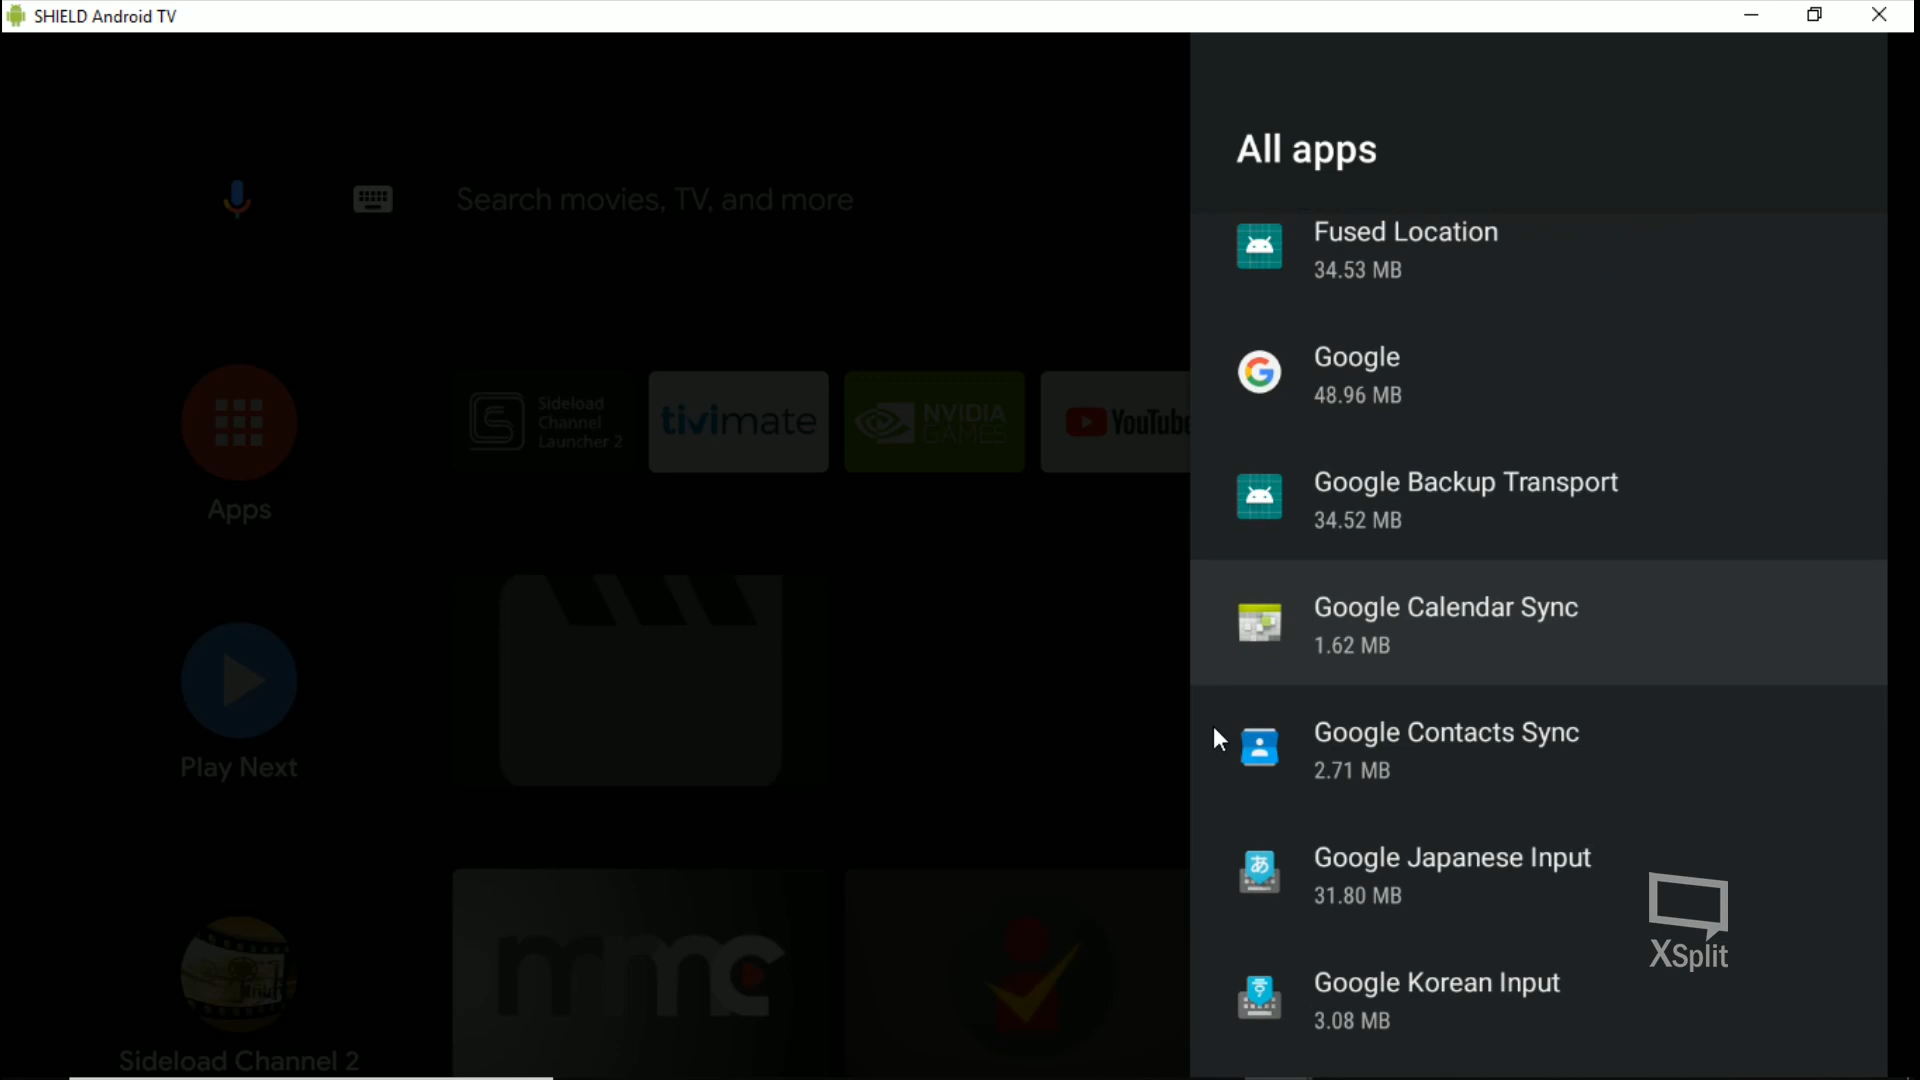 SHIELD Android TV
Search movies, TV, and more
Apps
Sideload
Channel
Launcher 2
tivimate
NVIDIA
GAMES
YouTube
Play Next
mmc
Sideload Channel 2
All apps
Fused Location
34.53 MB
Google
48.96 MB
Google Backup Transport
34.52 MB
Google Calendar Sync
1.62 MB
Google Contacts Sync
2.71 MB
あ
Google Japanese Input
31.80 MB
Google Korean Input
3.08 MB
XSplit